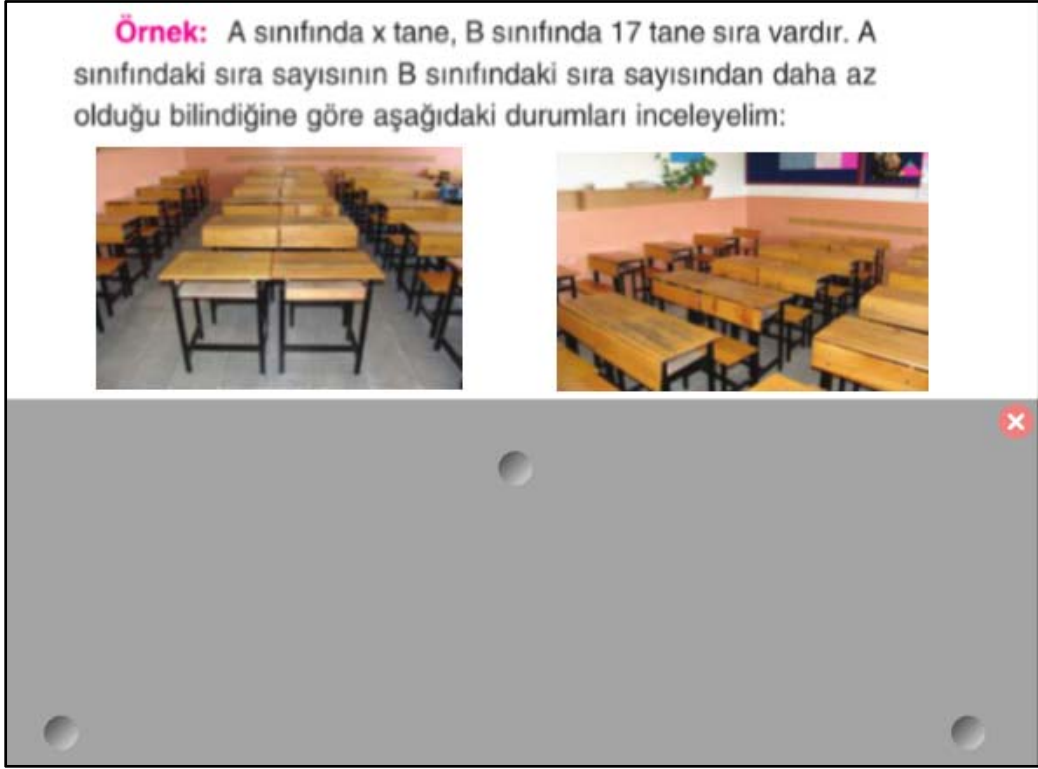 Örnek: A sınıfında x tane, B sınıfında 17 tane sıra vardır. A
sınıfındaki sıra sayısının B sınıfındaki sıra sayısından daha az
olduğu bilindiğine göre aşağıdaki durumları inceleyelim: